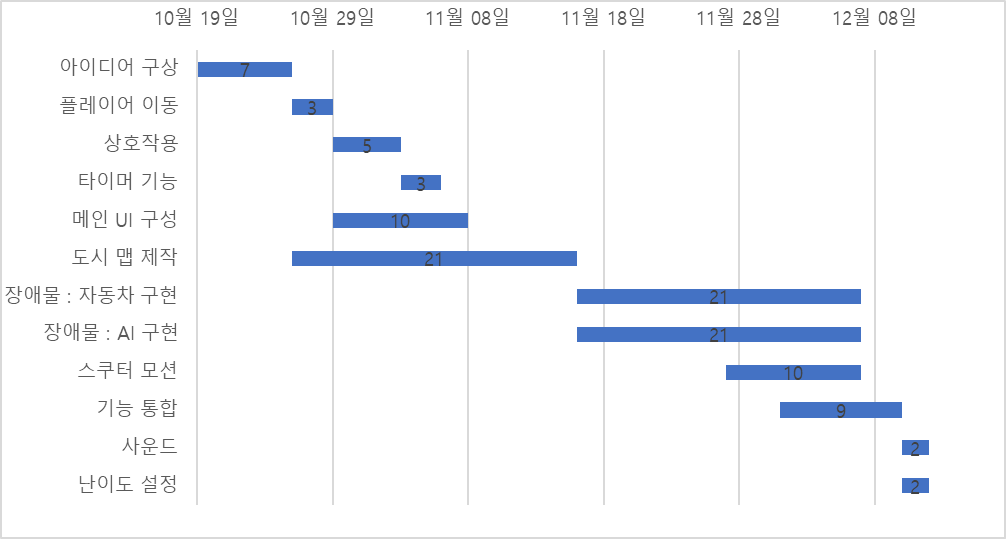 10월 19일 10월 29일 11월 08일 11월 18일 11월 28일 12월 08일
아이디어 구상 7
플레이어 이동 3
상호작용 5
타이머 기능 3
메인 UI 구성 10
도시 맵 제작 21
장애물 : 자동차 구현 21
장애물 : AI 구현 21
스쿠터 모션 10
기능 통합 9
사운드 2
난이도 설정 2